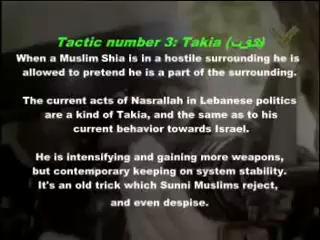 Tactic number 3: Takia (تقیة)
When a Muslim Shia is in a hostile surrounding he is
allowed to pretend he is a part of the surrounding.
The current acts of Nasrallah in Lebanese politics
are a kind of Takia, and the same as to his
current behavior towards Israel.
He is intensifying and gaining more weapons,
but contemporary keeping on system stability.
It's an old trick which Sunni Muslims reject,
and even despise.